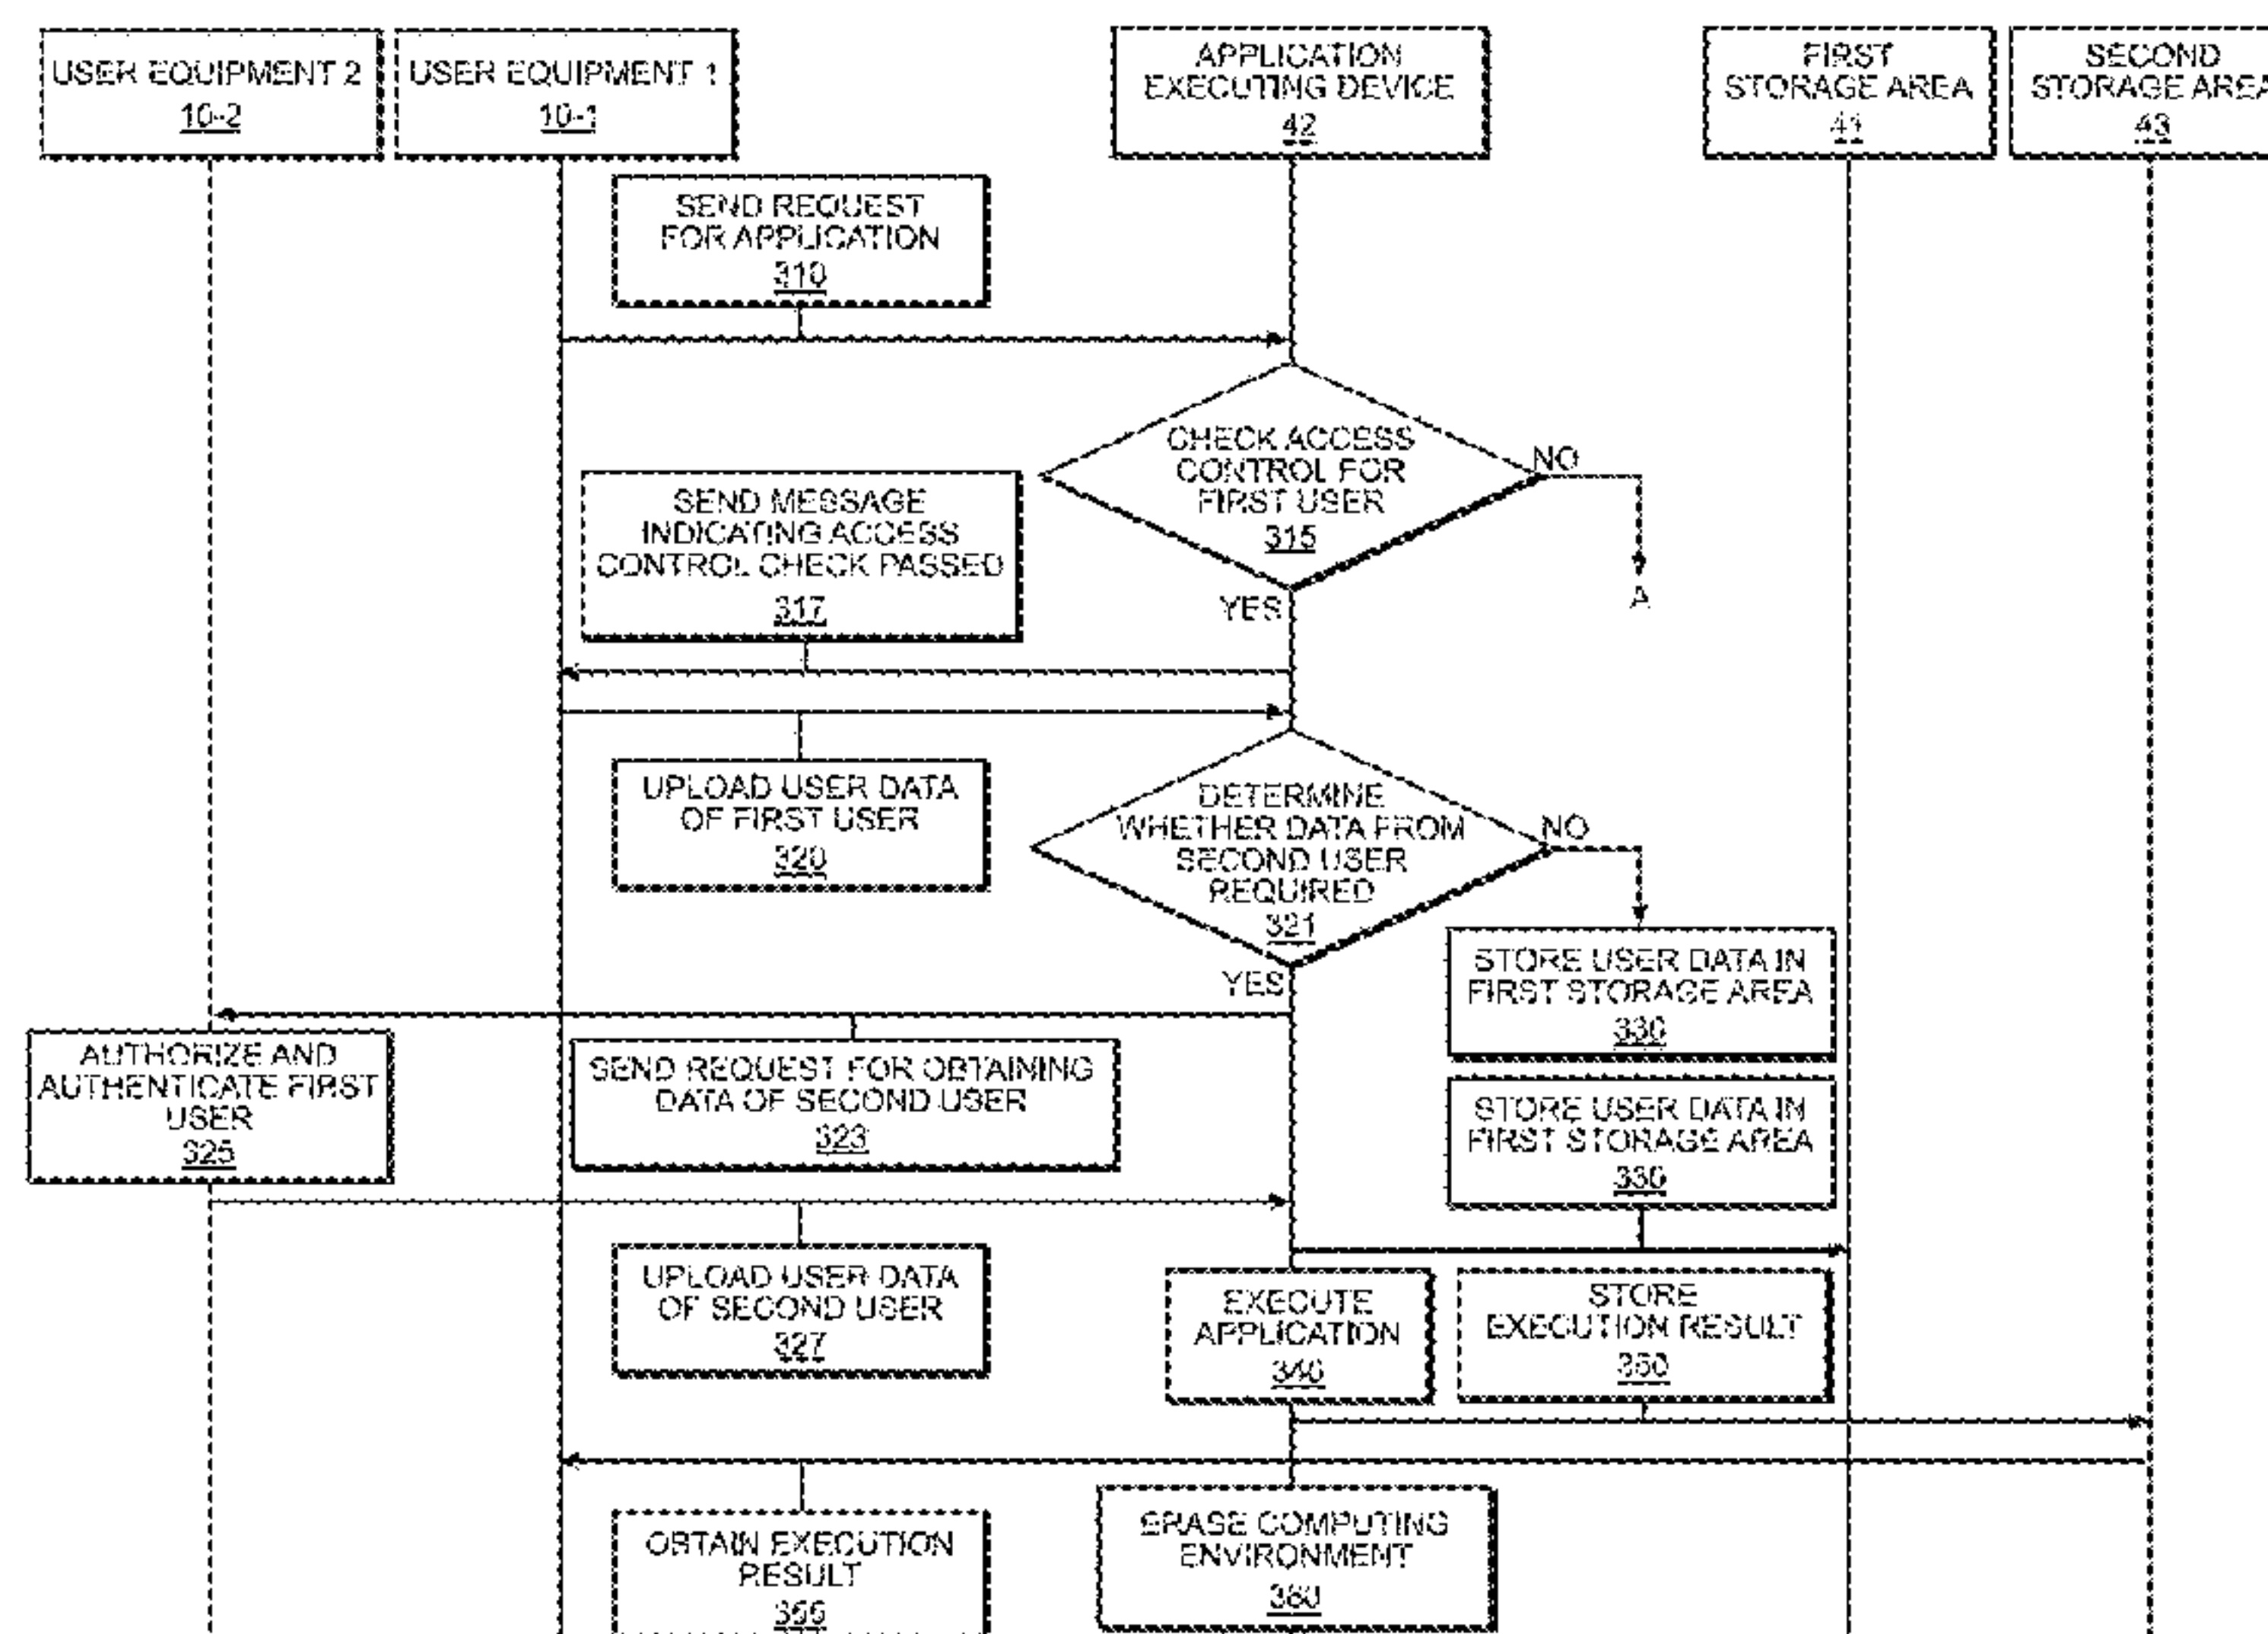 USER EQUIPMENT 2
10-2
USER EQUIPMENT 1
10-1
APPLICATION
EXECUTING DEVICE
42
FIRST
STORAGE AREA
41
SECOND
STORAGE AREA
43
SEND REQUEST
FOR APPLICATION
310
CHECK ACCESS
CONTROL FOR
FIRST USER
315
NO
A
YES
SEND MESSAGE
INDICATING ACCESS
CONTROL CHECK PASSED
317
UPLOAD USER DATA
OF FIRST USER
320
DETERMINE
WHETHER DATA FROM
SECOND USER
REQUIRED
321
NO
YES
STORE USER DATA IN
FIRST STORAGE AREA
330
AUTHORIZE AND
AUTHENTICATE FIRST
USER
325
SEND REQUEST FOR OBTAINING
DATA OF SECOND USER
323
STORE USER DATA IN
FIRST STORAGE AREA
330
UPLOAD USER DATA
OF SECOND USER
327
EXECUTE
APPLICATION
340
STORE
EXECUTION RESULT
350
OBTAIN EXECUTION
RESULT
355
ERASE COMPUTING
ENVIRONMENT
360